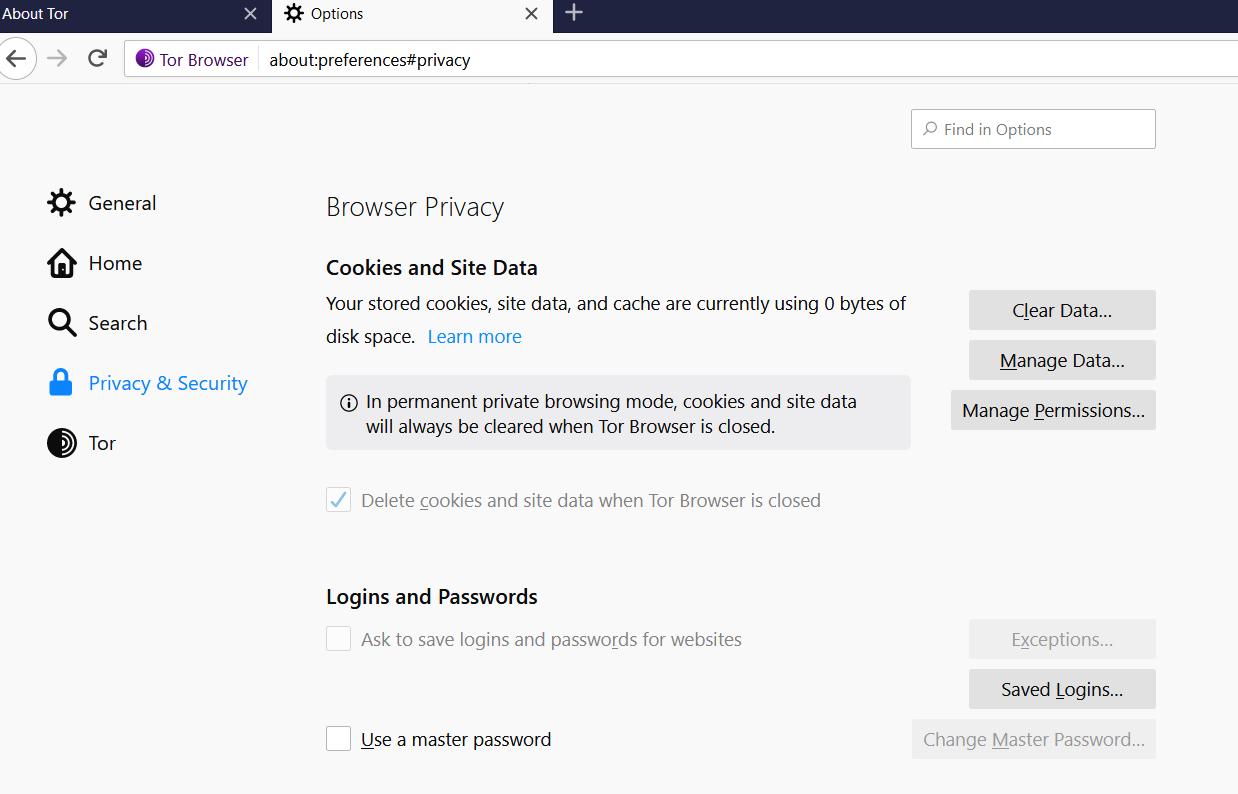 About Tor
Options
Tor Browser
about:preferences#privacy
Find in Options
General
Home
Search
Privacy & Security
Tor
Browser Privacy
Cookies and Site Data
Your stored cookies, site data, and cache are currently using 0 bytes of
disk space. Learn more
Clear Data...
Manage Data...
Manage Permissions...
In permanent private browsing mode, cookies and site data
will always be cleared when Tor Browser is closed.
Delete cookies and site data when Tor Browser is closed
Logins and Passwords
Ask to save logins and passwords for websites
Exceptions...
Saved Logins...
Use a master password
Change Master Password...